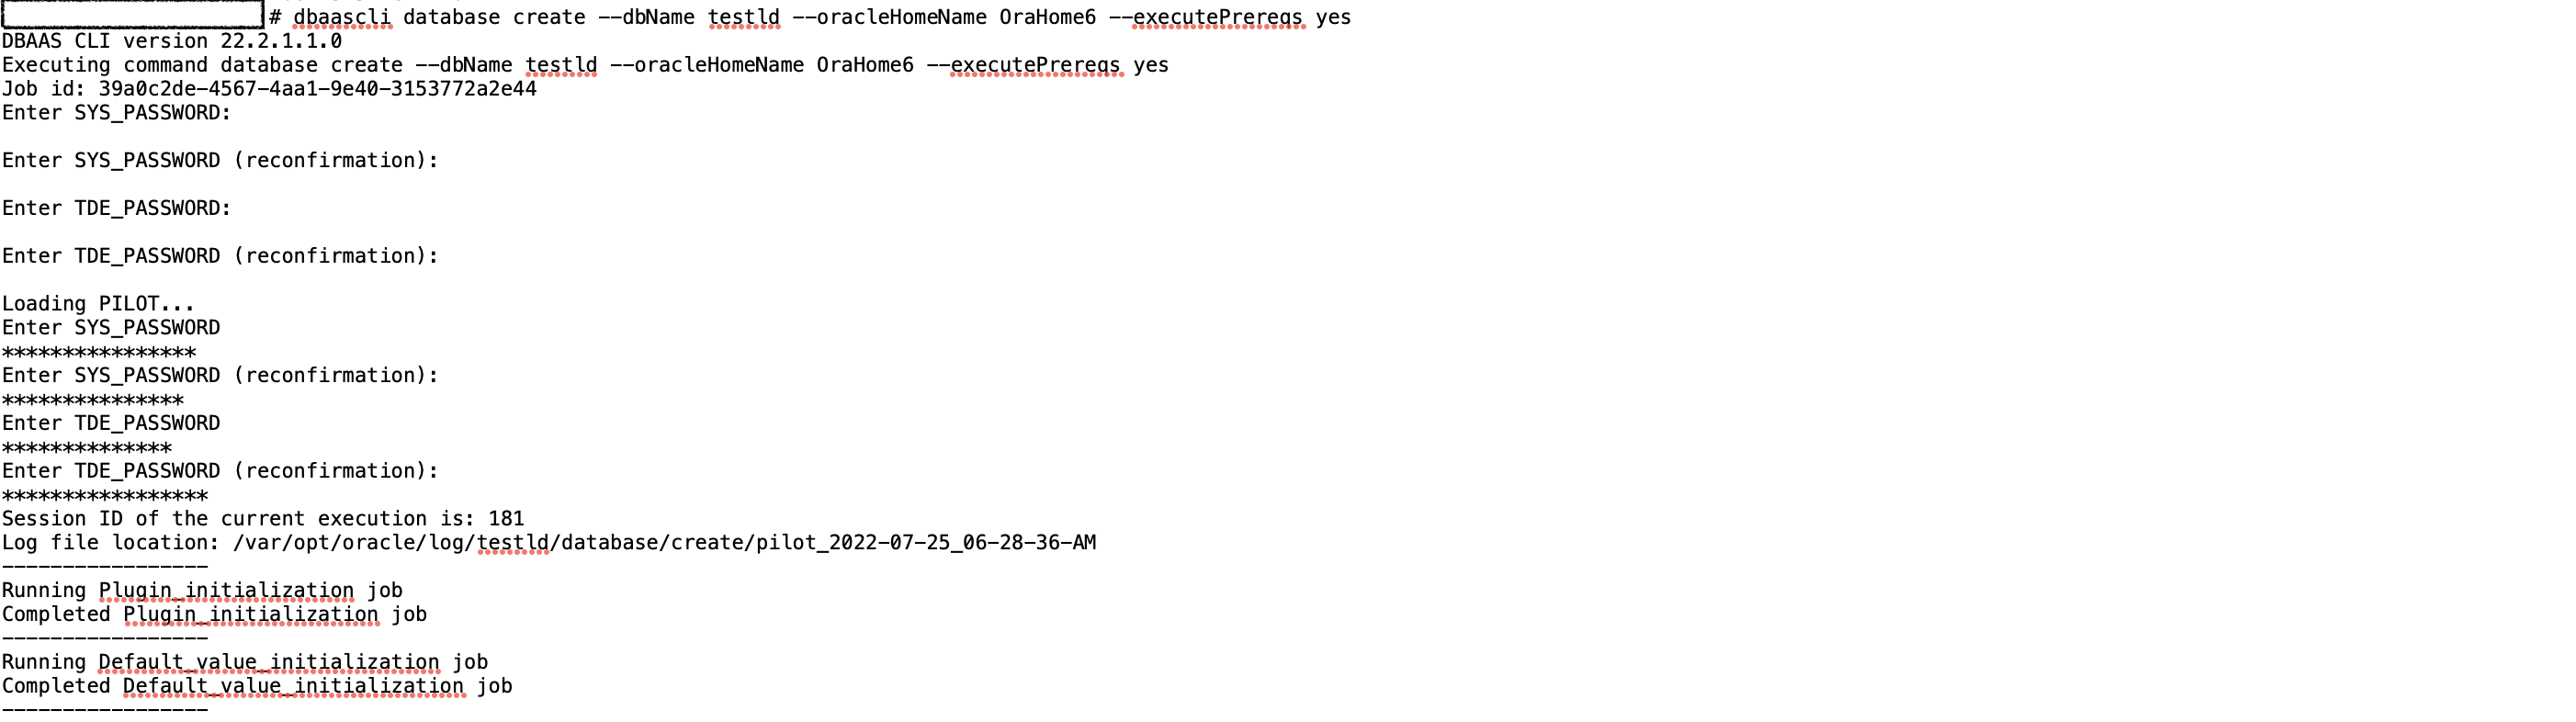 # dbaascli database create --dbName testld --oracleHomeName OraHome6 --executePrereqs yes
DBAAS CLI version 22.2.1.1.0
Executing command database create --dbName testld --oracleHomeName OraHome6 --executePrereqs yes
Job id: 39a0c2de-4567-4aa1-9e40-3153772a2e44
Enter SYS_PASSWORD:
Enter SYS_PASSWORD (reconfirmation):
Enter TDE_PASSWORD:
Enter TDE_PASSWORD (reconfirmation):
Loading PILOT...
Enter SYS_PASSWORD
****************
Enter SYS_PASSWORD (reconfirmation):
***************
Enter TDE_PASSWORD
**************
Enter TDE_PASSWORD (reconfirmation):
*****************
Session ID of the current execution is: 181
Log file location: /var/opt/oracle/log/testld/database/create/pilot_2022-07-25_06-28-36-AM
-----------------
Running Plugin_initialization job
Completed Plugin_initialization job
-----------------
Running Default_value_initialization job
Completed Default_value_initialization job
-----------------